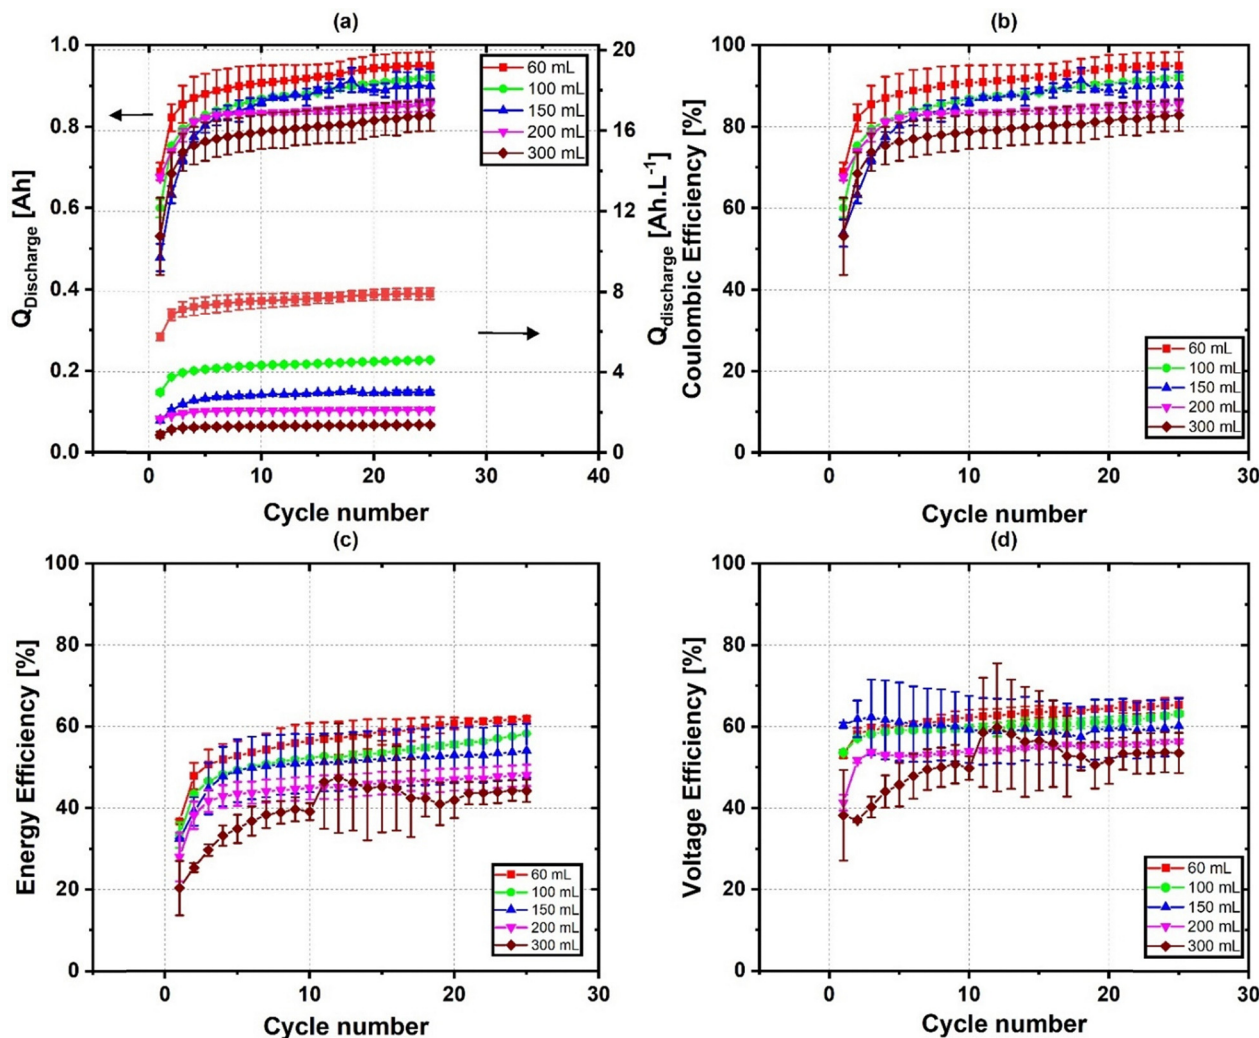 (a)
1.0
0.8
0.6
0.4
0.2
0.0
Q_Discharge [Ah]
20
16
12
8
4
0
Q_discharge [Ah.L^-1]
60 mL
100 mL
150 mL
200 mL
300 mL
0 10 20 30 40
Cycle number
(b)
100
80
60
40
20
0
Coulombic Efficiency [%]
60 mL
100 mL
150 mL
200 mL
300 mL
0 10 20 30
Cycle number
(c)
100
80
60
40
20
0
Energy Efficiency [%]
60 mL
100 mL
150 mL
200 mL
300 mL
0 10 20 30
Cycle number
(d)
100
80
60
40
20
0
Voltage Efficiency [%]
60 mL
100 mL
150 mL
200 mL
300 mL
0 10 20 30
Cycle number